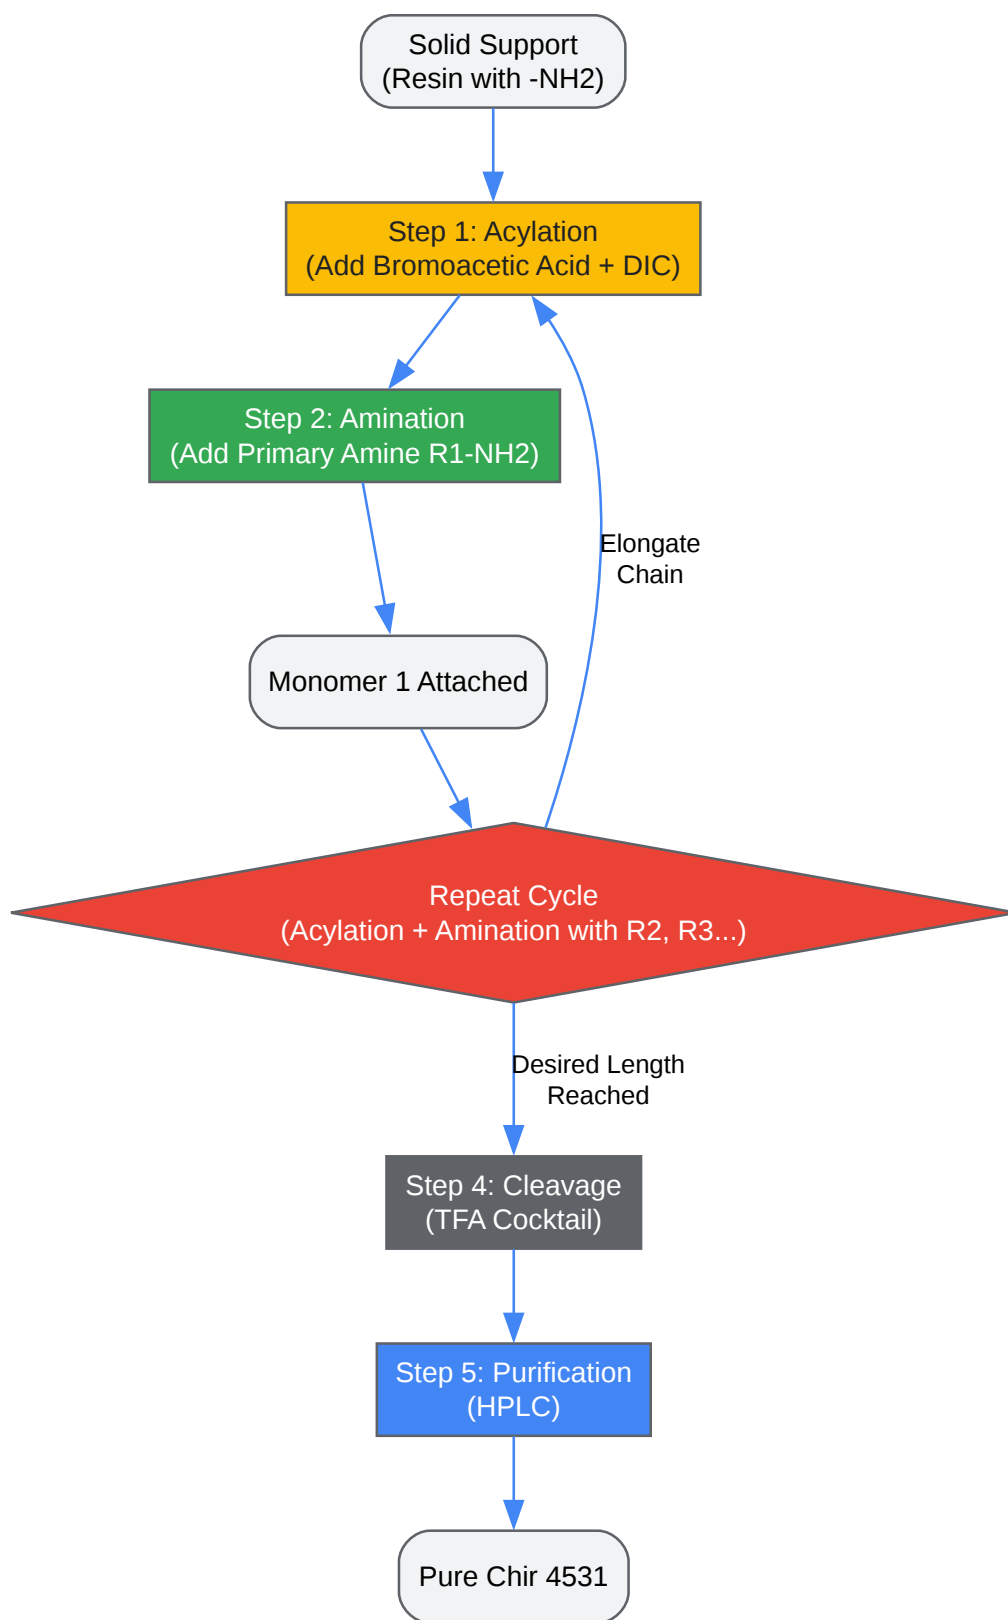 Solid Support
(Resin with -NH2)
Step 1: Acylation
(Add Bromoacetic Acid + DIC)
Step 2: Amination
(Add Primary Amine R1-NH2)
Elongate
Chain
Monomer 1 Attached
Repeat Cycle
(Acylation + Amination with R2, R3...)
Desired Length
Reached
Step 4: Cleavage
(TFA Cocktail)
Step 5: Purification
(HPLC)
Pure Chir 4531